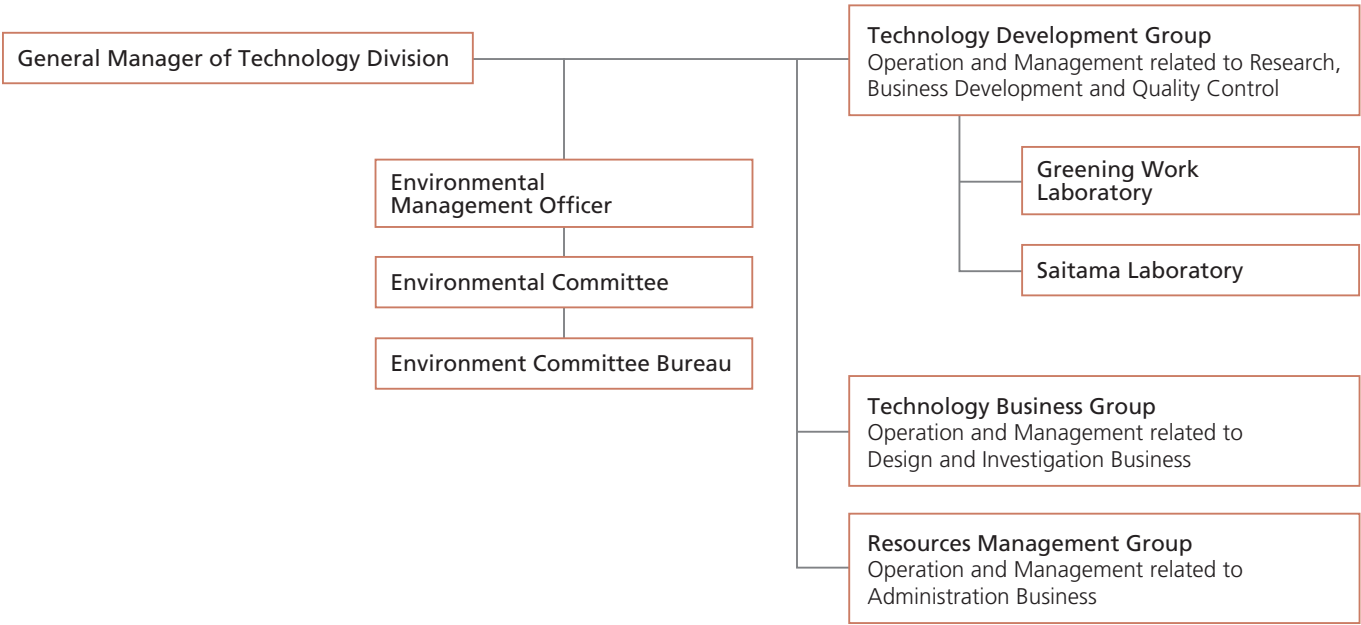 General Manager of Technology Division
Environmental
Management Officer
Environmental Committee
Environment Committee Bureau
Technology Development Group
Operation and Management related to Research,
Business Development and Quality Control
Greening Work
Laboratory
Saitama Laboratory
Technology Business Group
Operation and Management related to
Design and Investigation Business
Resources Management Group
Operation and Management related to
Administration Business